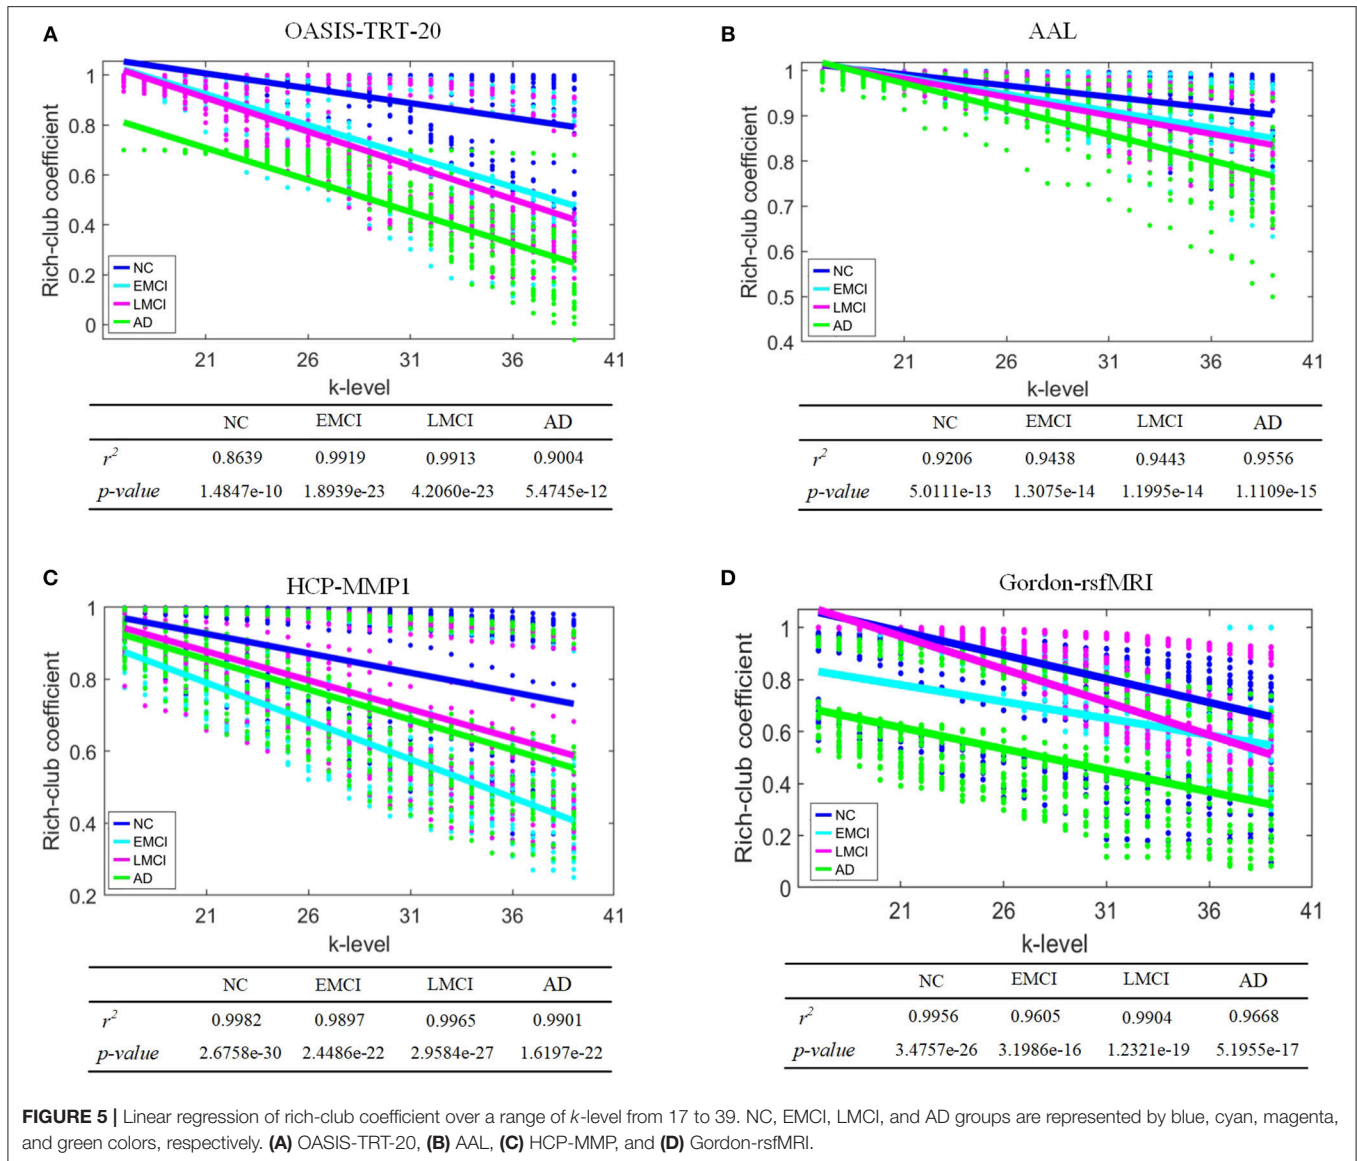 A
OASIS-TRT-20
Rich-club coefficient
1
0.8
0.6
0.4
0.2
0
NC
EMCI
LMCI
AD
21 26 31 36 41
k-level
NC EMCI LMCI AD
r² 0.8639 0.9919 0.9913 0.9004
p-value 1.4847e-10 1.8939e-23 4.2060e-23 5.4745e-12
B
AAL
Rich-club coefficient
1
0.9
0.8
0.7
0.6
0.5
0.4
NC
EMCI
LMCI
AD
21 26 31 36 41
k-level
NC EMCI LMCI AD
r² 0.9206 0.9438 0.9443 0.9556
p-value 5.0111e-13 1.3075e-14 1.1995e-14 1.1109e-15
C
HCP-MMP1
Rich-club coefficient
1
0.8
0.6
0.4
0.2
NC
EMCI
LMCI
AD
21 26 31 36 41
k-level
NC EMCI LMCI AD
r² 0.9982 0.9897 0.9965 0.9901
p-value 2.6758e-30 2.4486e-22 2.9584e-27 1.6197e-22
D
Gordon-rsfMRI
Rich-club coefficient
1
0.8
0.6
0.4
0.2
0
NC
EMCI
LMCI
AD
21 26 31 36 41
k-level
NC EMCI LMCI AD
r² 0.9956 0.9605 0.9904 0.9668
p-value 3.4757e-26 3.1986e-16 1.2321e-19 5.1955e-17
FIGURE 5 | Linear regression of rich-club coefficient over a range of k-level from 17 to 39. NC, EMCI, LMCI, and AD groups are represented by blue, cyan, magenta,
and green colors, respectively. (A) OASIS-TRT-20, (B) AAL, (C) HCP-MMP, and (D) Gordon-rsfMRI.